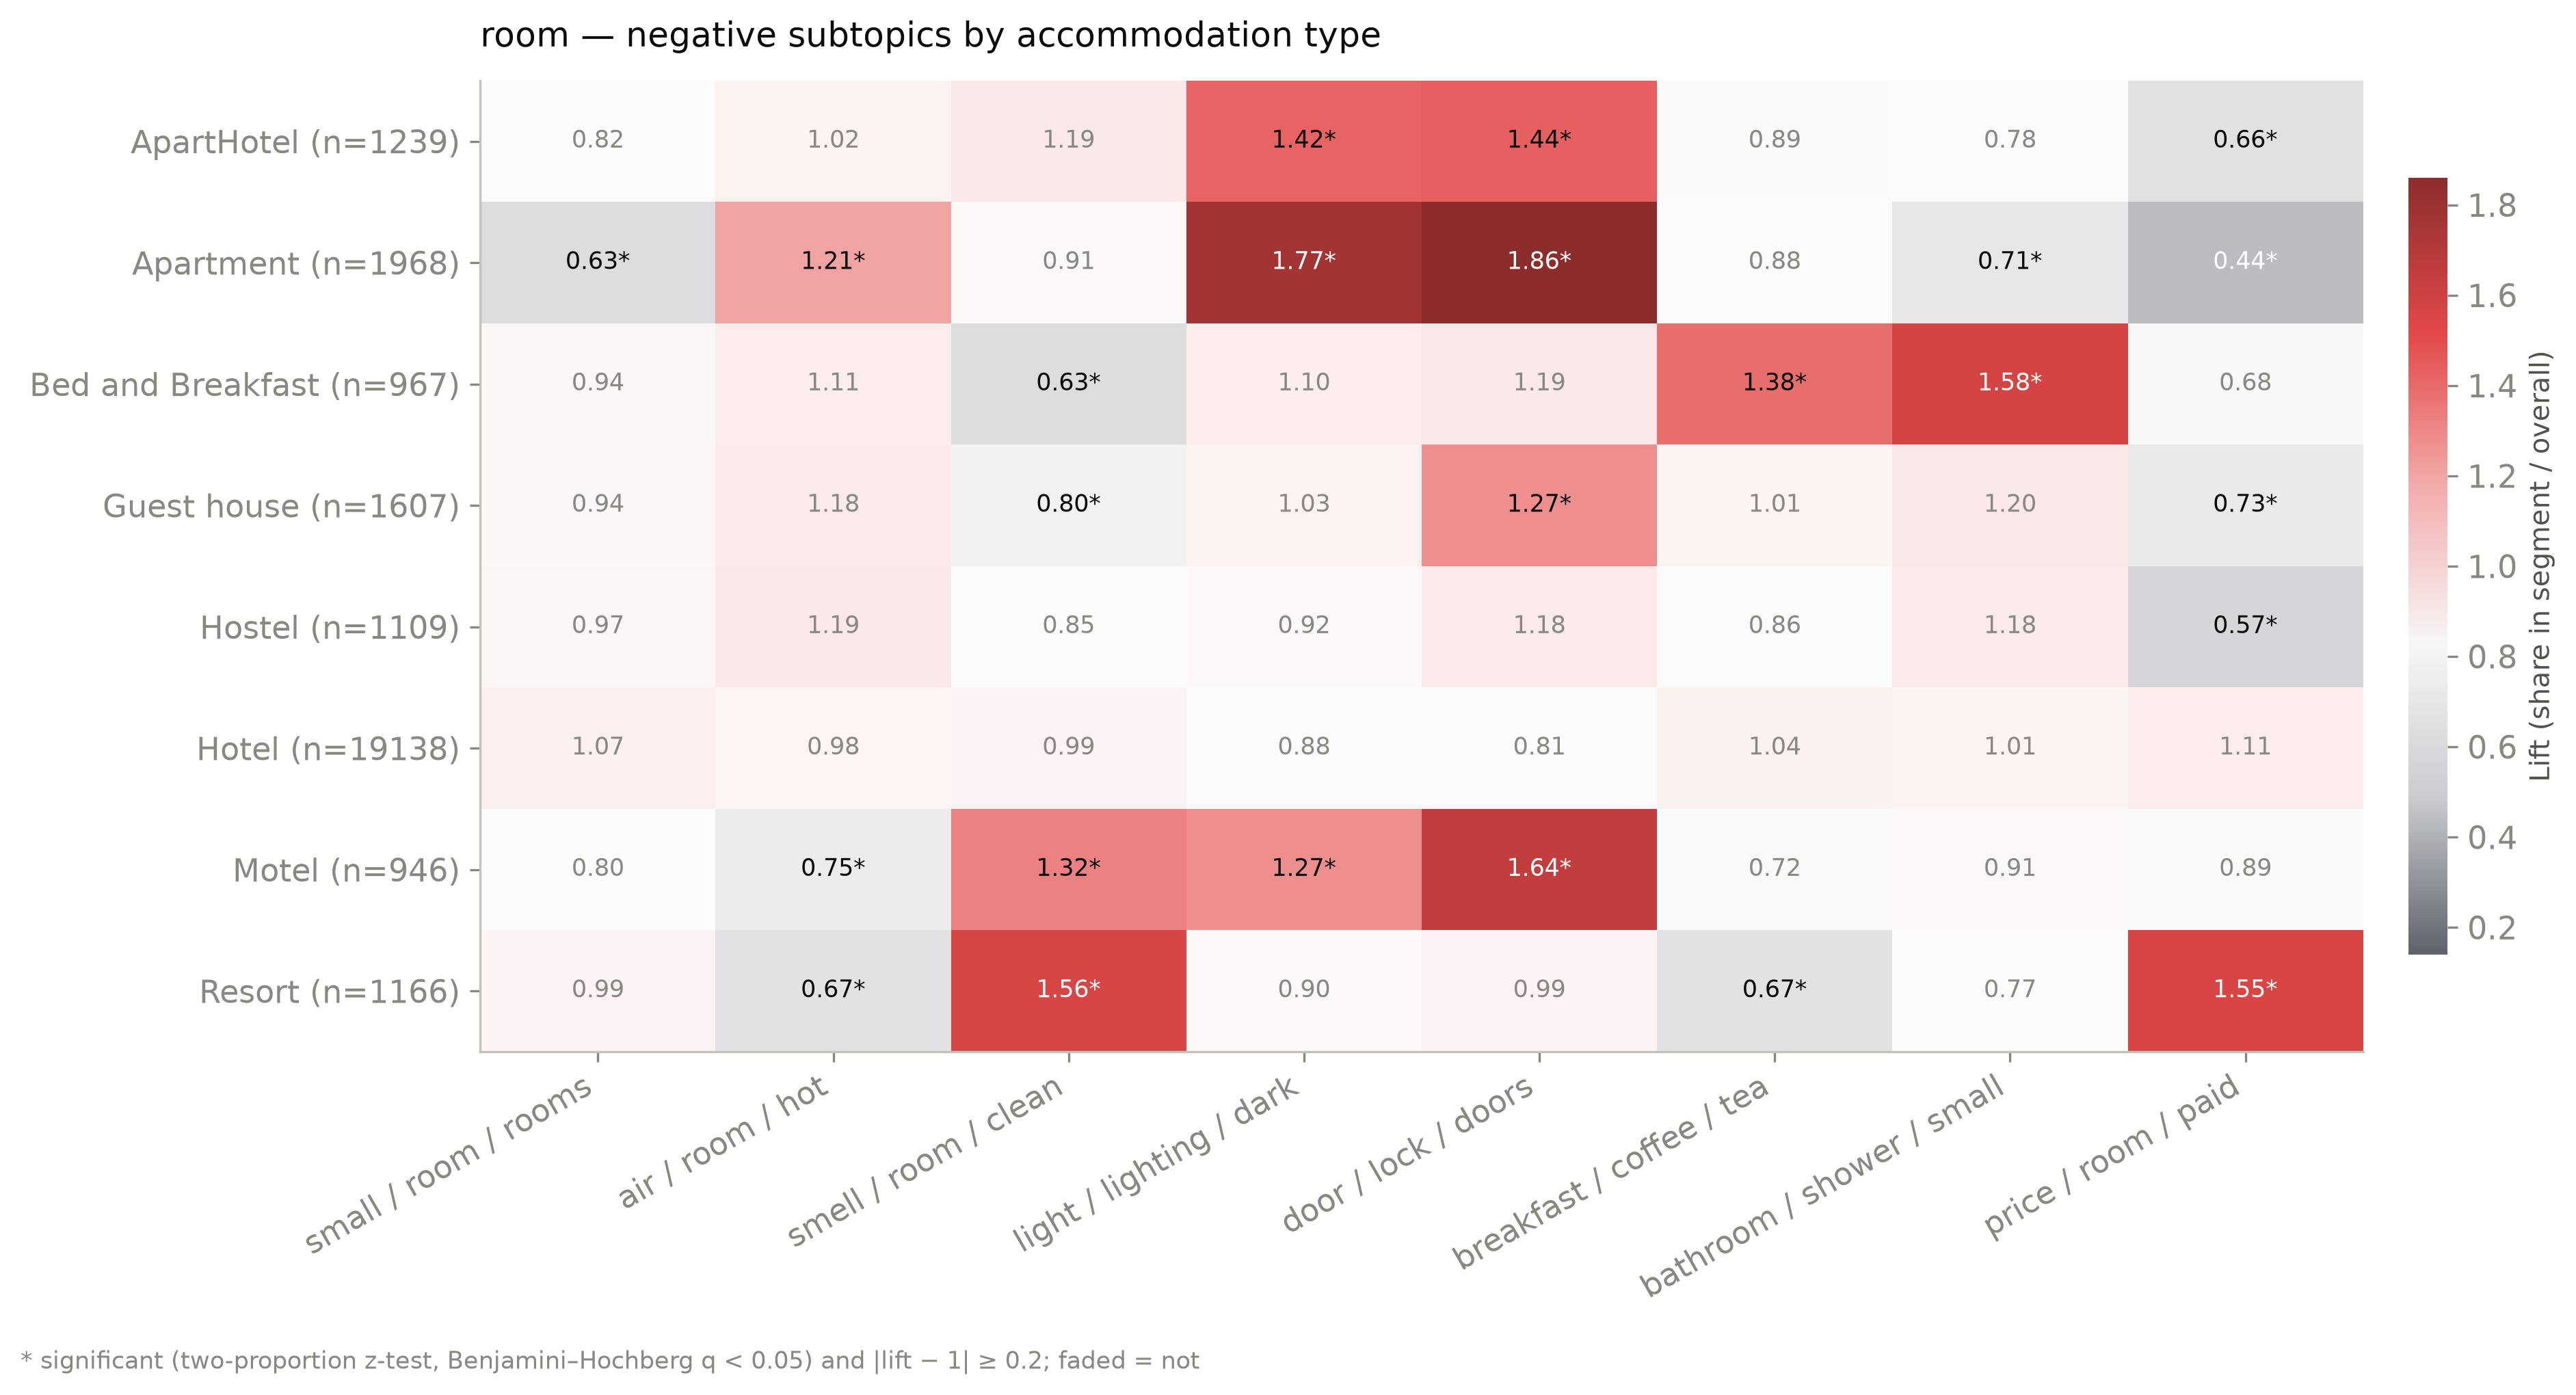 room — negative subtopics by accommodation type
ApartHotel (n=1239) 0.82 1.02 1.19 1.42* 1.44* 0.89 0.78 0.66*
Apartment (n=1968) 0.63* 1.21* 0.91 1.77* 1.86* 0.88 0.71* 0.44*
Bed and Breakfast (n=967) 0.94 1.11 0.63* 1.10 1.19 1.38* 1.58* 0.68
Guest house (n=1607) 0.94 1.18 0.80* 1.03 1.27* 1.01 1.20 0.73*
Hostel (n=1109) 0.97 1.19 0.85 0.92 1.18 0.86 1.18 0.57*
Hotel (n=19138) 1.07 0.98 0.99 0.88 0.81 1.04 1.01 1.11
Motel (n=946) 0.80 0.75* 1.32* 1.27* 1.64* 0.72 0.91 0.89
Resort (n=1166) 0.99 0.67* 1.56* 0.90 0.99 0.67* 0.77 1.55*
small / room / rooms
air / room / hot
smell / room / clean
light / lighting / dark
door / lock / doors
breakfast / coffee / tea
bathroom / shower / small
price / room / paid
1.8
1.6
1.4
1.2
1.0
0.8
0.6
0.4
0.2
Lift (share in segment / overall)
* significant (two-proportion z-test, Benjamini–Hochberg q < 0.05) and |lift − 1| ≥ 0.2; faded = not